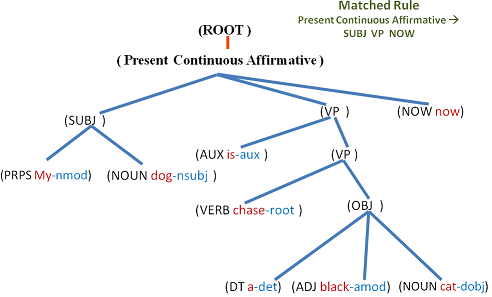 Matched Rule
Present Continuous Affirmative →
SUBJ VP NOW
(ROOT )
( Present Continuous Affirmative)
(SUBJ )
(VP )
(NOW now)
(AUX is-aux )
(VP )
(PRPS My-nmod)
(NOUN dog-nsubj)
(VERB chase-root )
(OBJ )
(DT a-det)
(ADJ black-amod)
(NOUN cat-dobj)